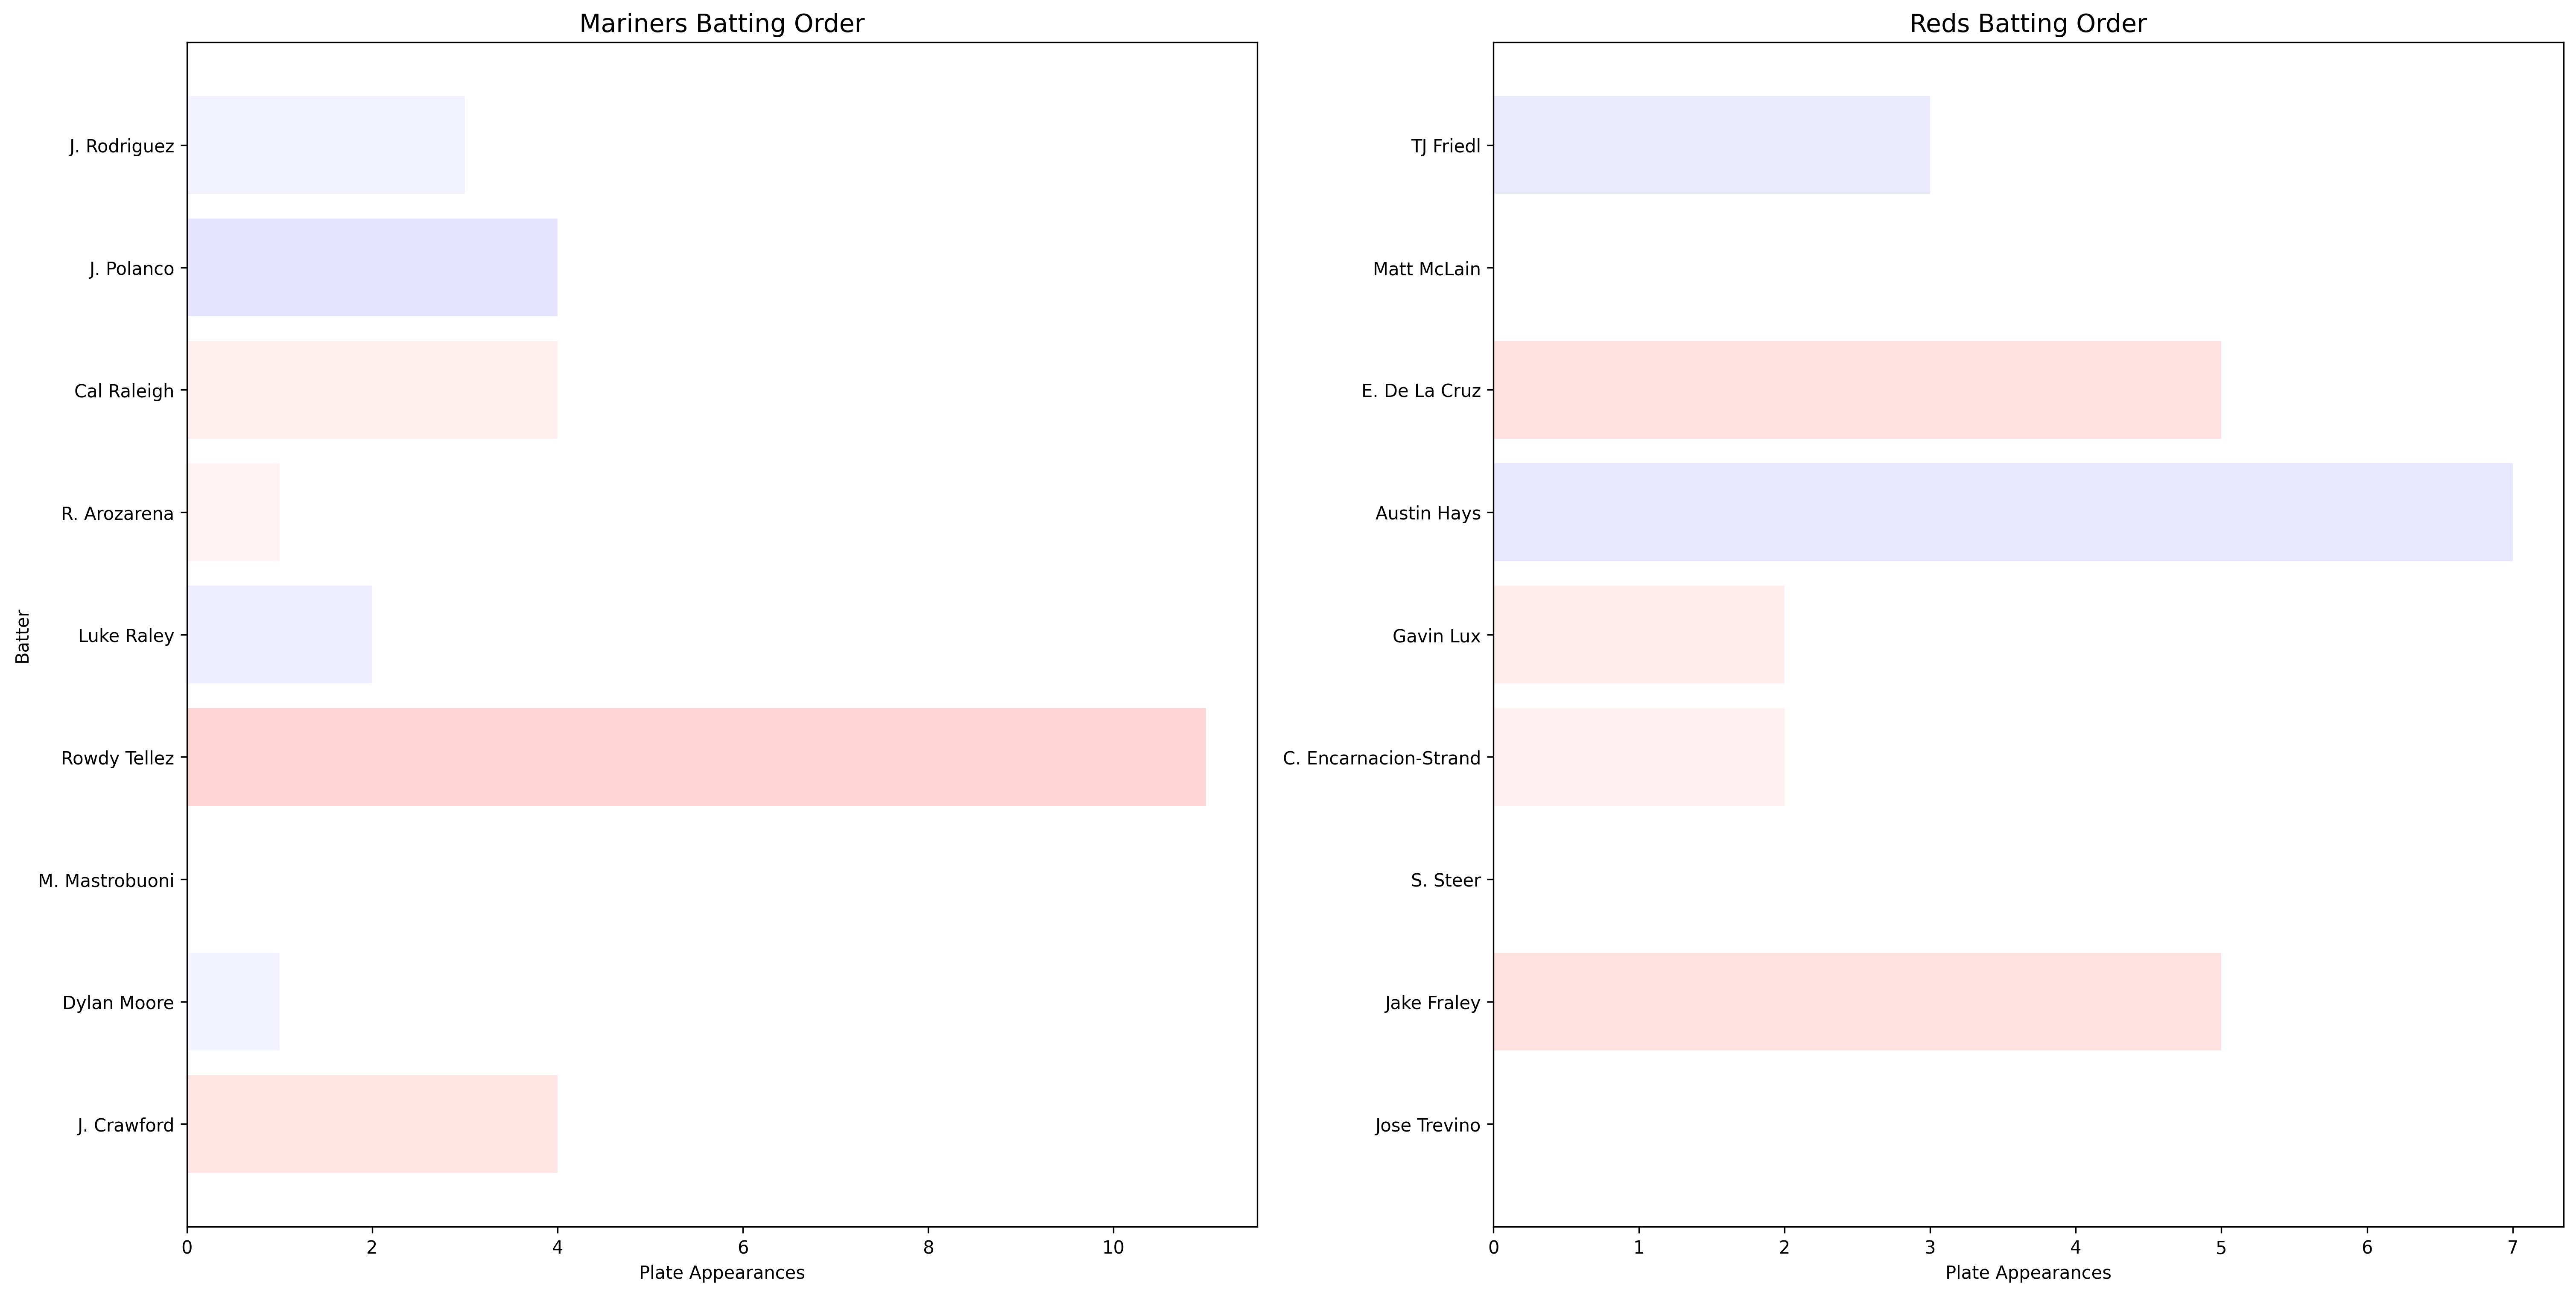 Mariners Batting Order
Batter
J. Rodriguez
J. Polanco
Cal Raleigh
R. Arozarena
Luke Raley
Rowdy Tellez
M. Mastrobuoni
Dylan Moore
J. Crawford
0 2 4 6 8 10
Plate Appearances
Reds Batting Order
TJ Friedl
Matt McLain
E. De La Cruz
Austin Hays
Gavin Lux
C. Encarnacion-Strand
S. Steer
Jake Fraley
Jose Trevino
0 1 2 3 4 5 6 7
Plate Appearances